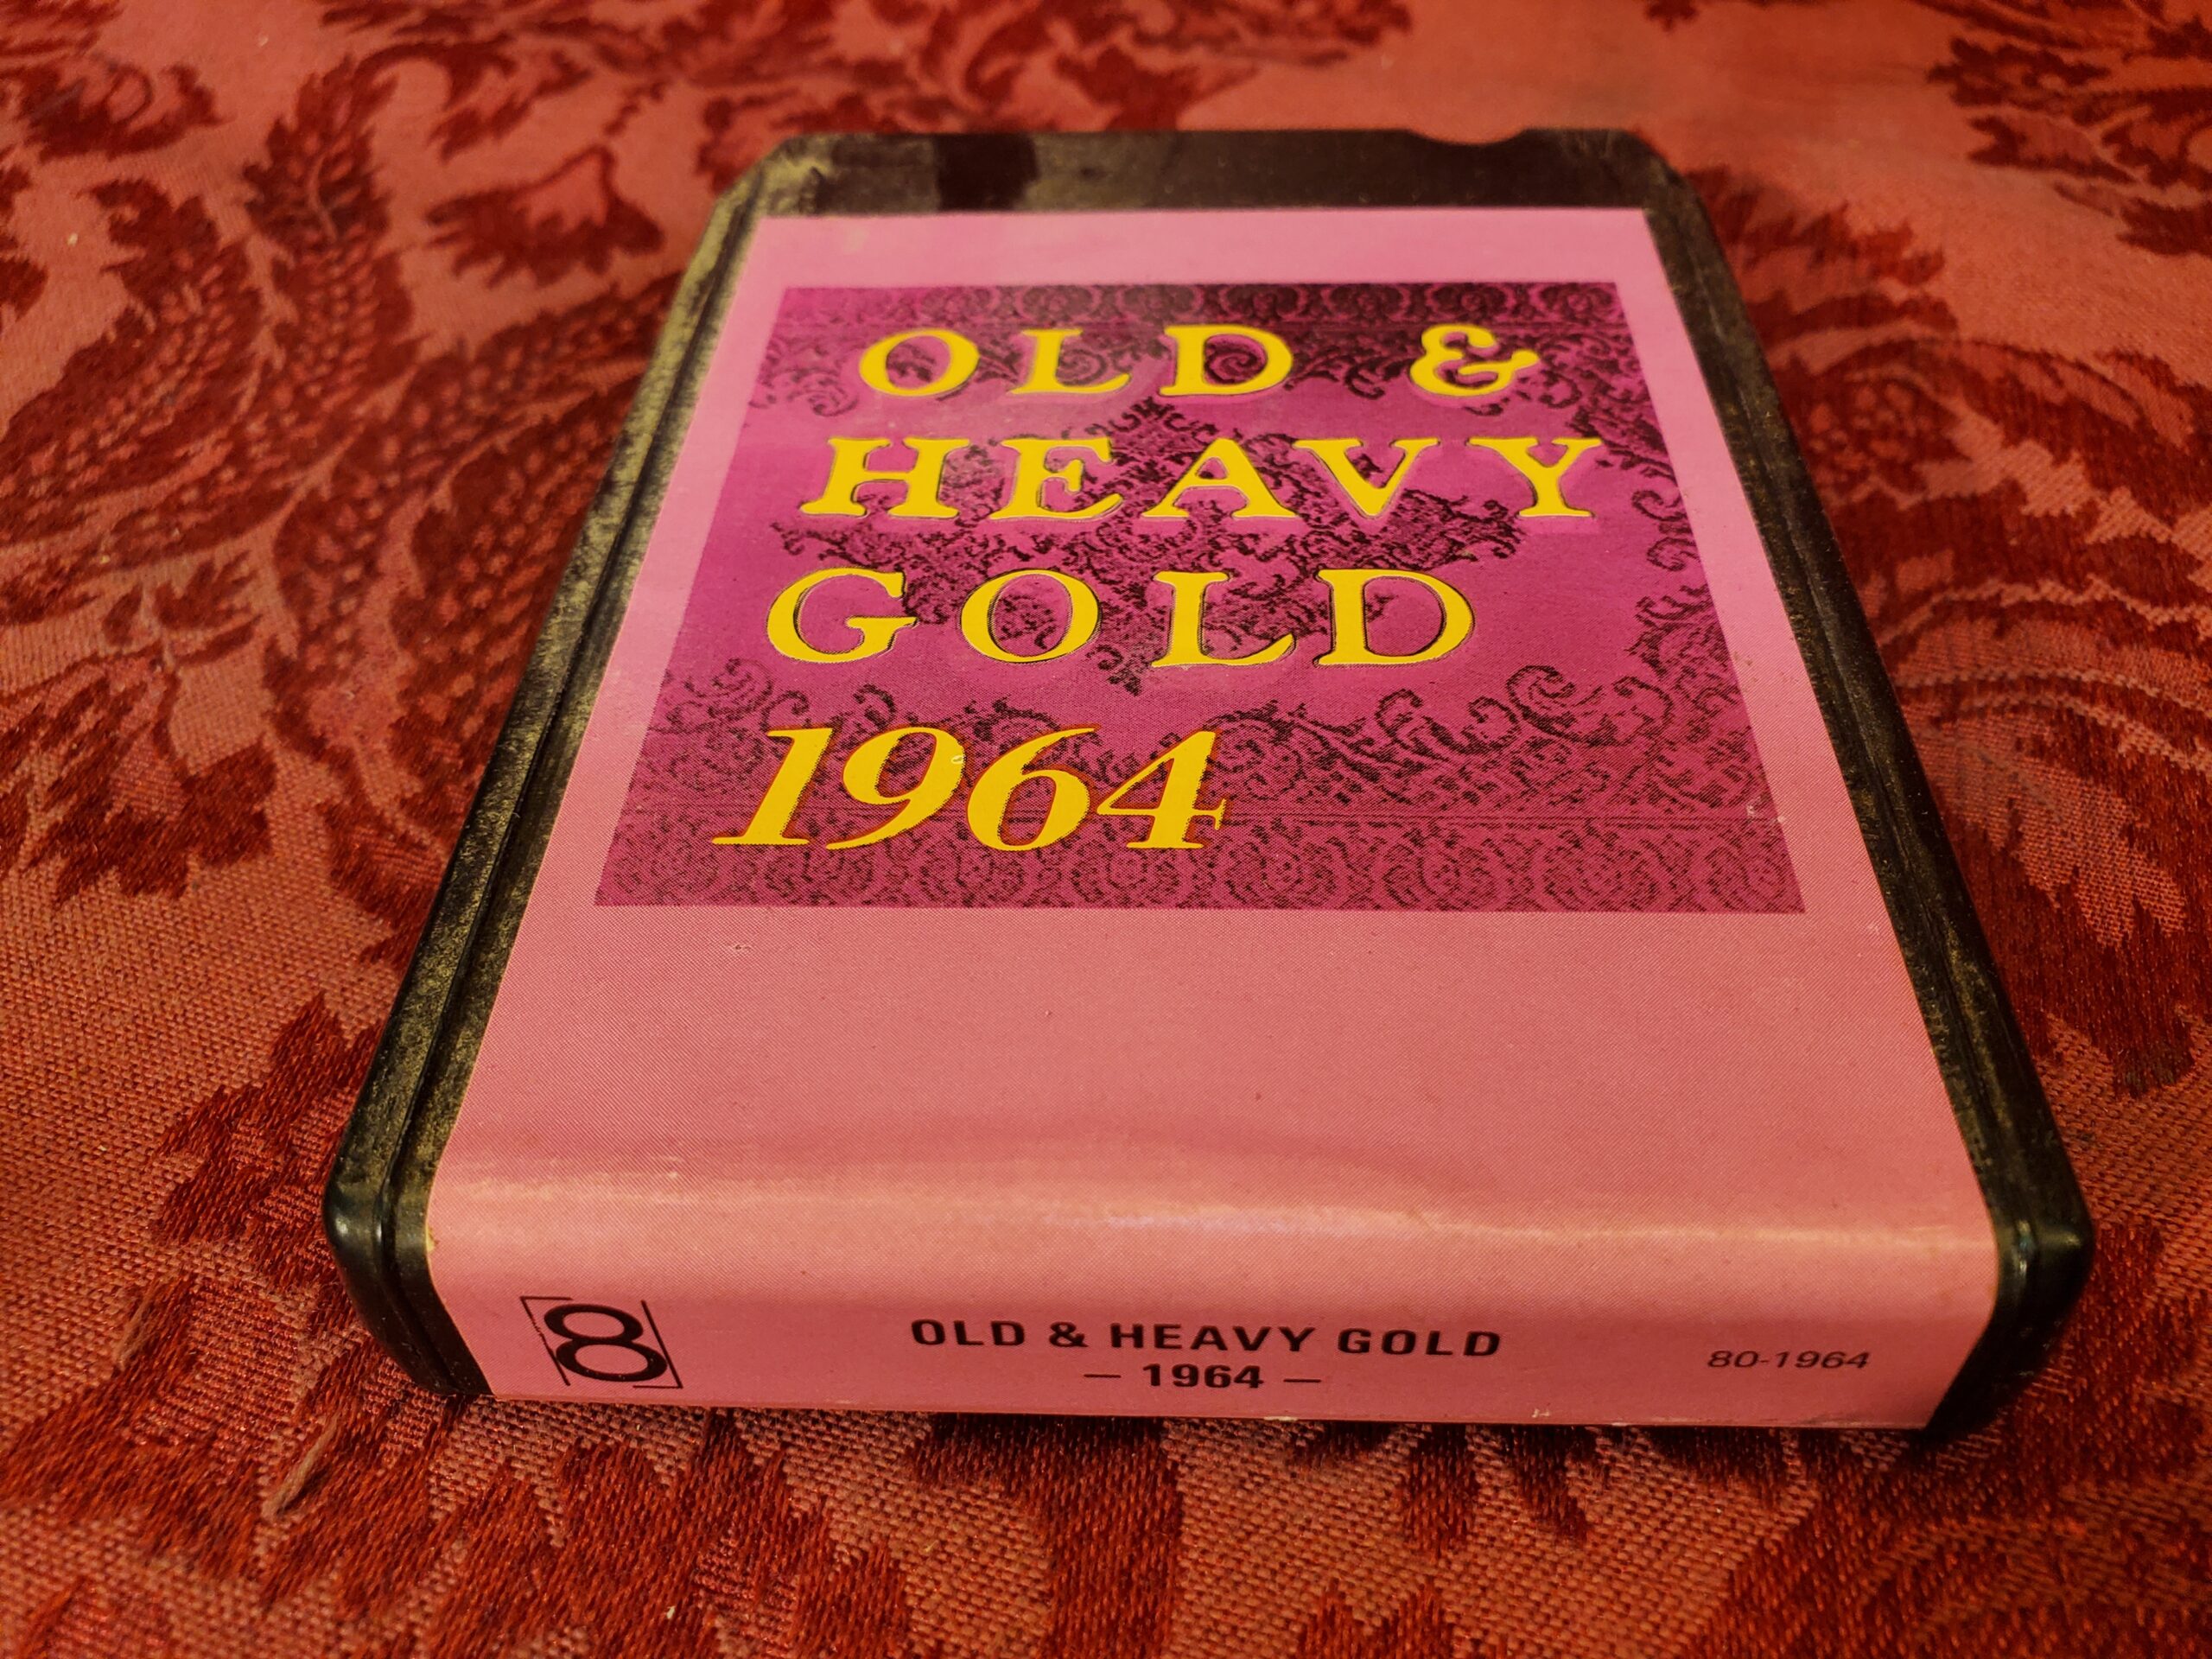 OLD &
HEAVY
GOLD
1964
8
OLD & HEAVY GOLD
— 1964 —
80-1964